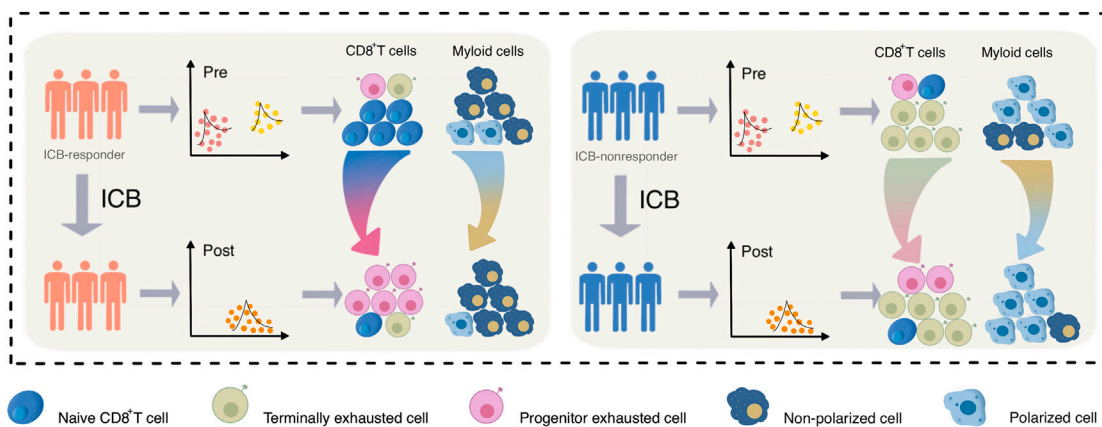 CD8+T cells
Myloid cells
Pre
ICB-responder
ICB
Post
CD8+T cells
Myloid cells
Pre
ICB-nonresponder
ICB
Post
Naive CD8+T cell
Terminally exhausted cell
Progenitor exhausted cell
Non-polarized cell
Polarized cell